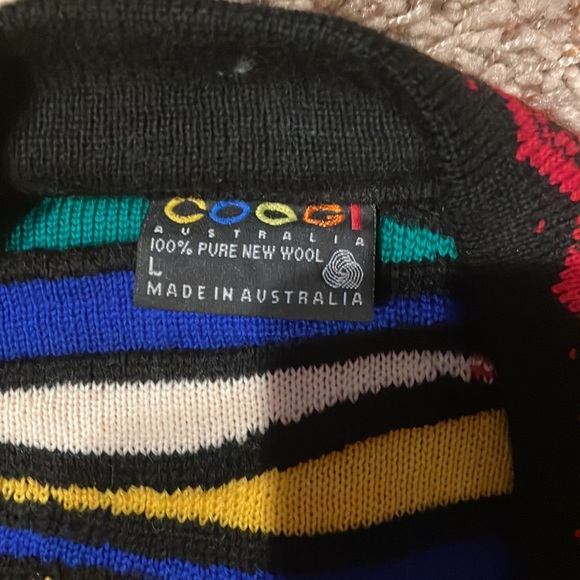 COOGI
AUSTRALIA
100% PURE NEW WOOL
L
MADE IN AUSTRALIA